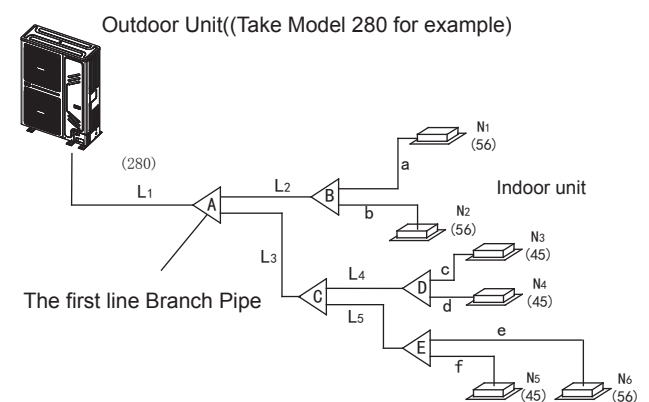 Outdoor Unit((Take Model 280 for example)
(280)
L1
A
L2
B
a
N1
(56)
b
N2
(56)
Indoor unit
L3
The first line Branch Pipe
C
L4
D
c
N3
(45)
d
N4
(45)
L5
E
e
f
N5
(45)
N6
(56)